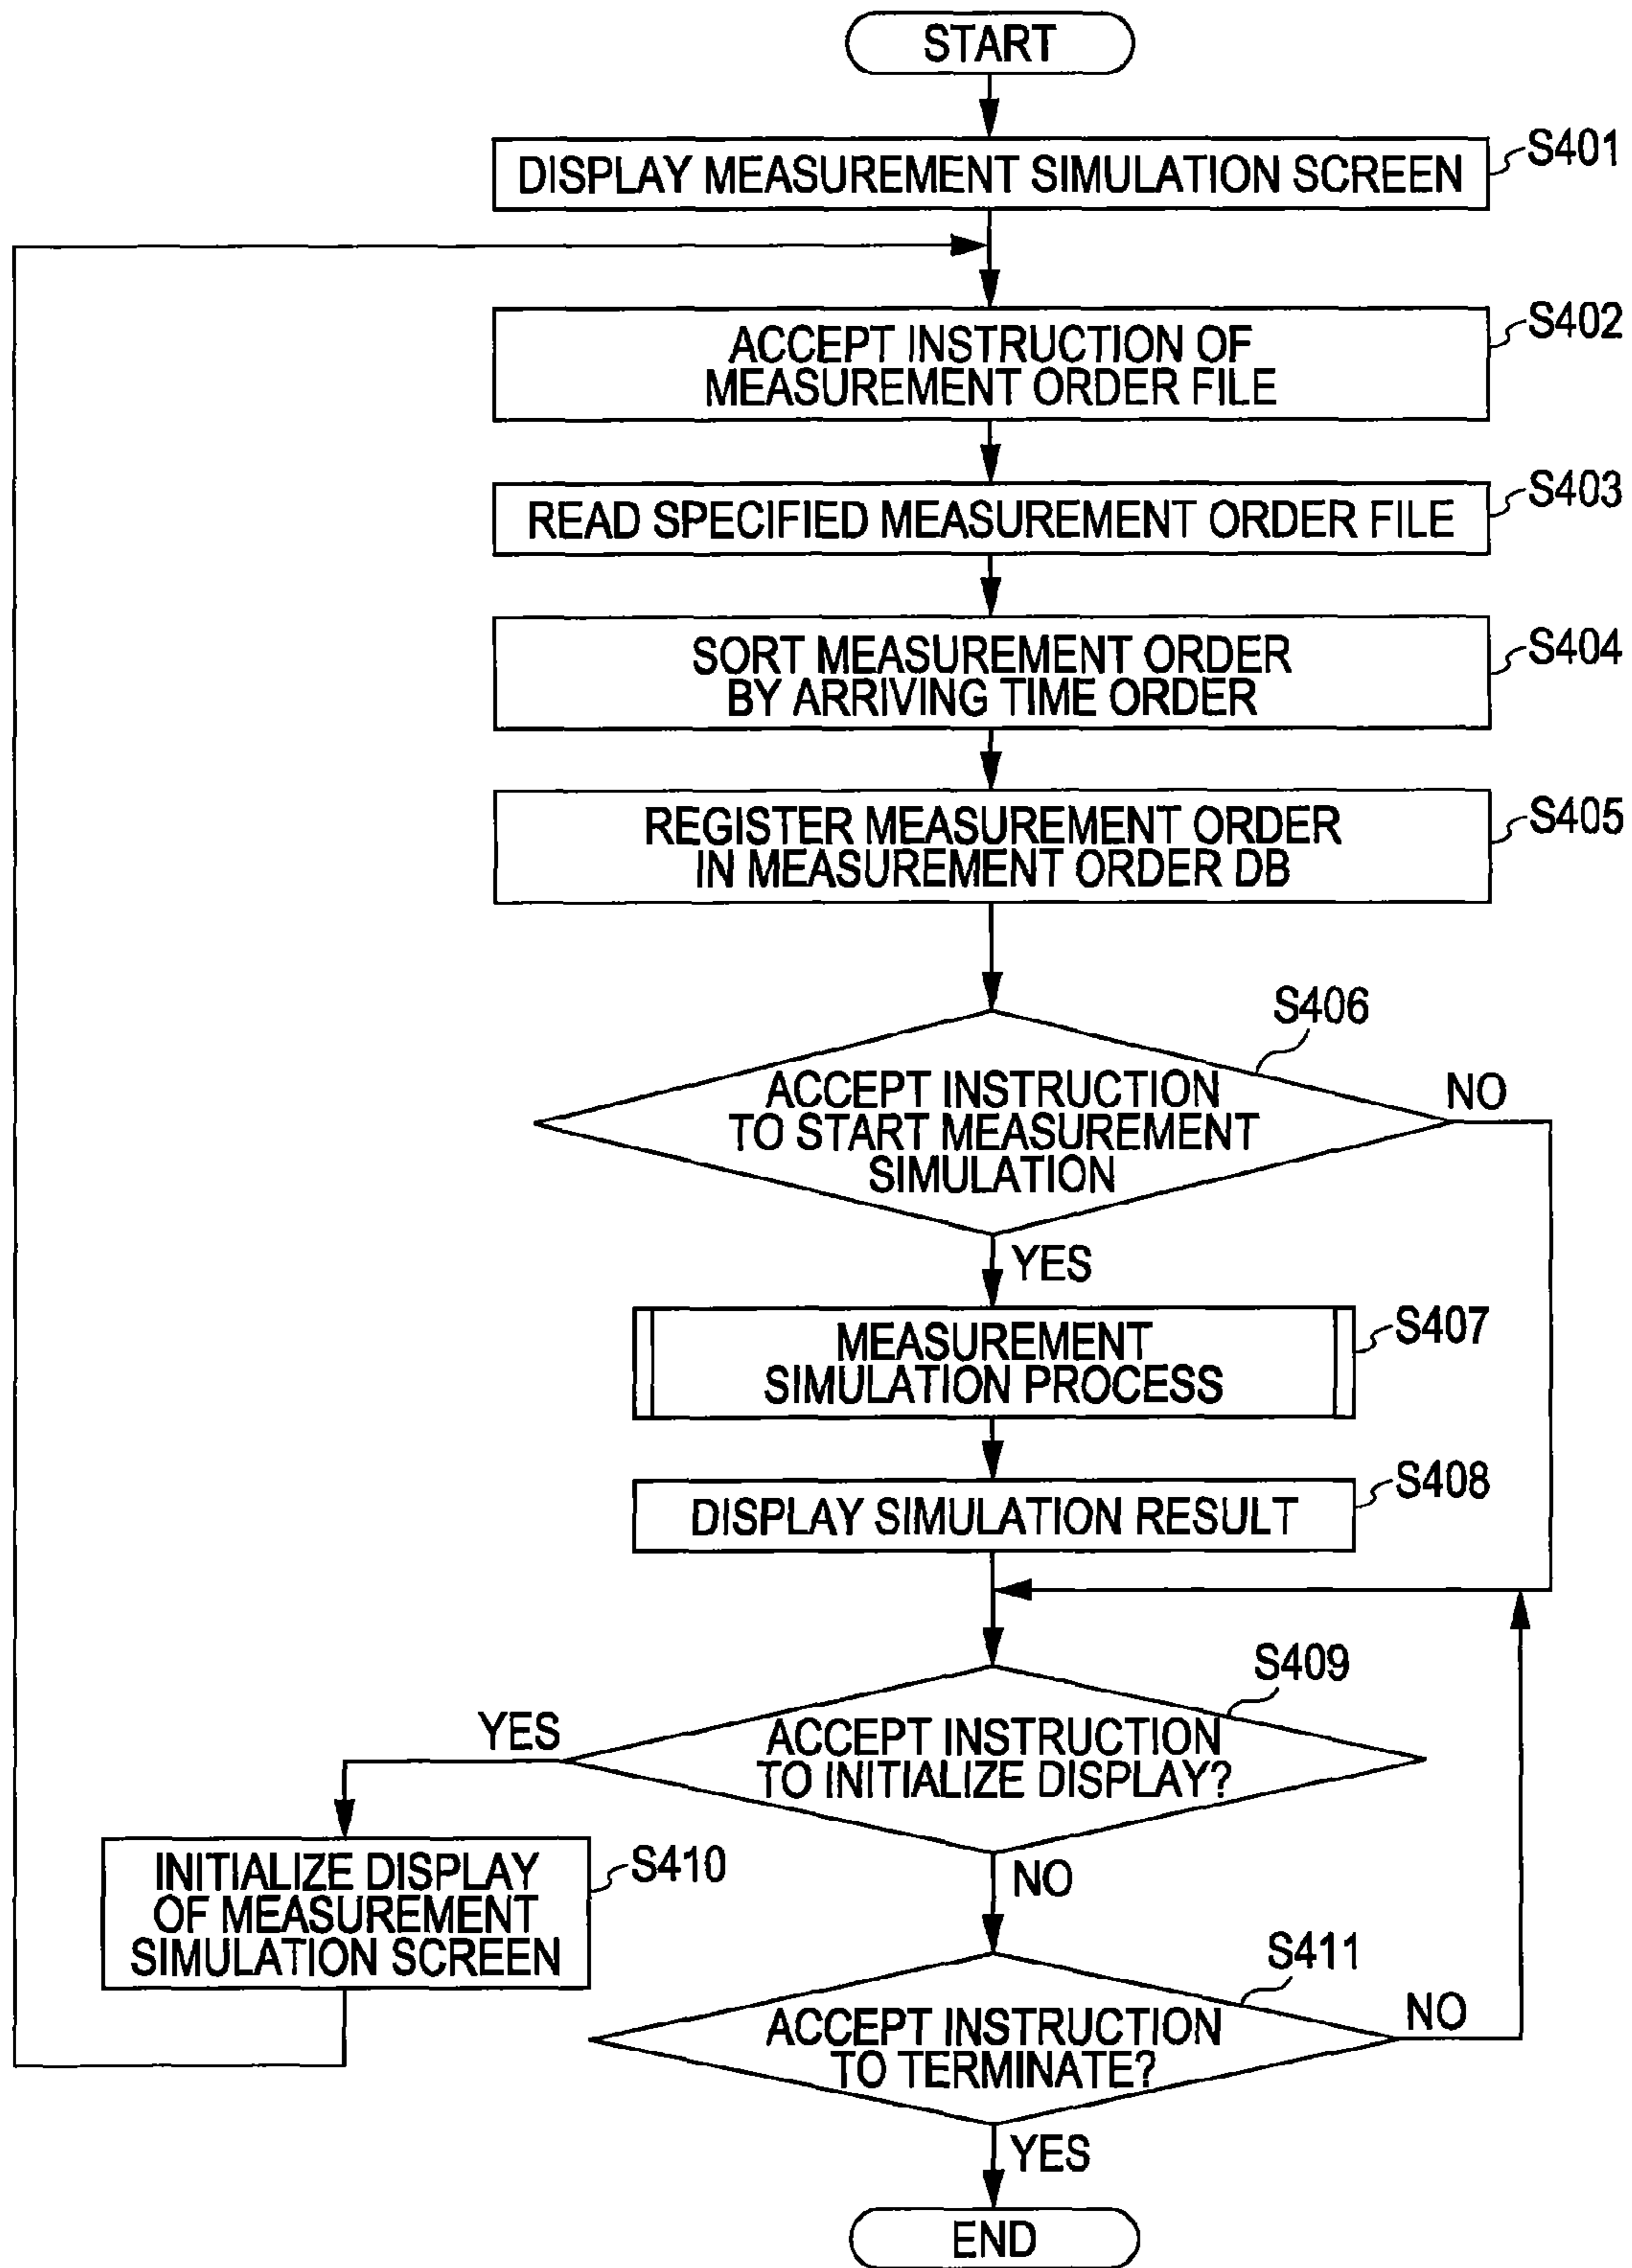 START
DISPLAY MEASUREMENT SIMULATION SCREEN
S401
ACCEPT INSTRUCTION OF
MEASUREMENT ORDER FILE
S402
READ SPECIFIED MEASUREMENT ORDER FILE
S403
SORT MEASUREMENT ORDER
BY ARRIVING TIME ORDER
S404
REGISTER MEASUREMENT ORDER
IN MEASUREMENT ORDER DB
S405
S406
ACCEPT INSTRUCTION
TO START MEASUREMENT
SIMULATION
NO
YES
MEASUREMENT
SIMULATION PROCESS
S407
DISPLAY SIMULATION RESULT
S408
S409
YES
ACCEPT INSTRUCTION
TO INITIALIZE DISPLAY?
NO
INITIALIZE DISPLAY
OF MEASUREMENT
SIMULATION SCREEN
S410
S411
ACCEPT INSTRUCTION
TO TERMINATE?
NO
YES
END